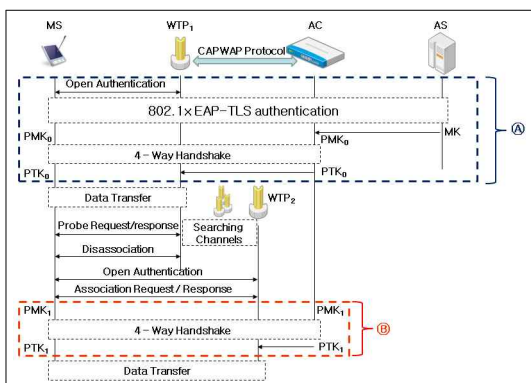 MS WTP1 AC AS
CAPWAP Protocol
Open Authentication
802.1x EAP-TLS authentication
Ⓐ
MK
PMK0 PMK0
4 - Way Handshake
PTK0 PTK0
Data Transfer
WTP2
Probe Request/response
Searching
Channels
Disassociation
Open Authentication
Association Request / Response
PMK1 PMK1
4 - Way Handshake
Ⓑ
PTK1 PTK1
Data Transfer